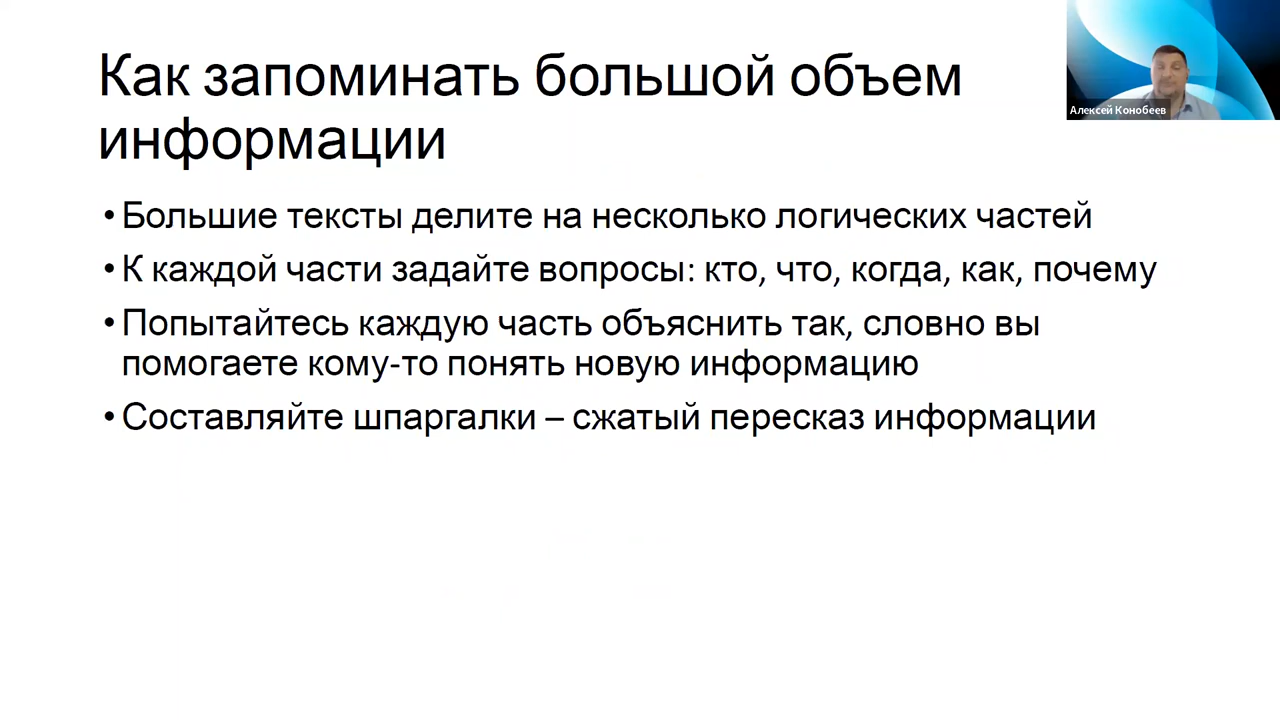 Как запоминать большой объем
информации
Алексей Конобеев
• Большие тексты делите на несколько логических частей
• К каждой части задайте вопросы: кто, что, когда, как, почему
• Попытайтесь каждую часть объяснить так, словно вы
помогаете кому-то понять новую информацию
• Составляйте шпаргалки – сжатый пересказ информации